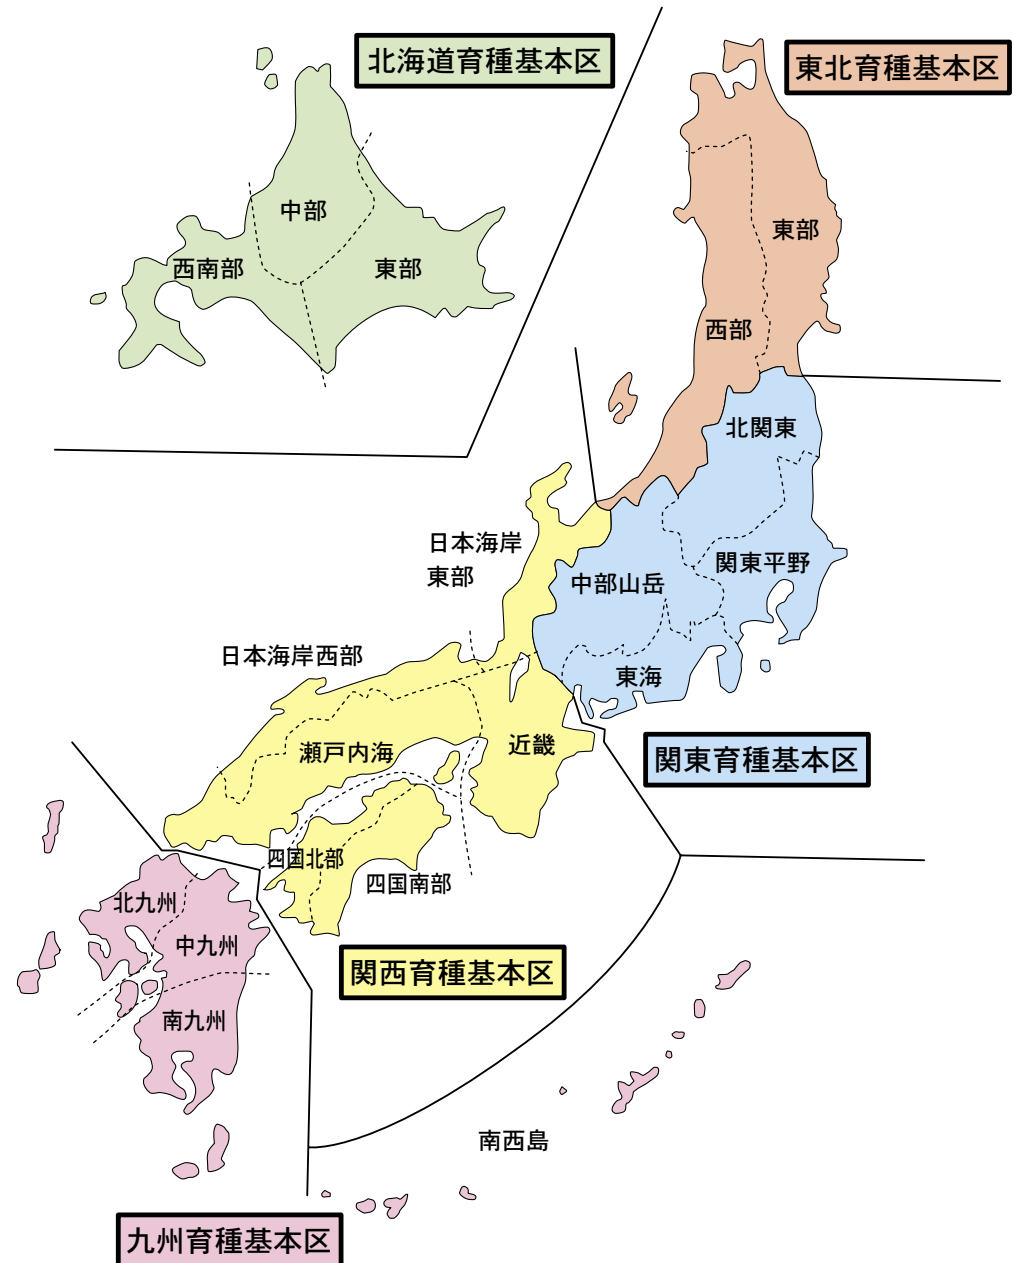 北海道育種基本区
東北育種基本区
中部
西南部
東部
東部
西部
北関東
日本海岸
東部
中部山岳
関東平野
日本海岸西部
東海
瀬戸内海
近畿
関東育種基本区
四国北部
四国南部
北九州
中九州
関西育種基本区
南九州
南西島
九州育種基本区